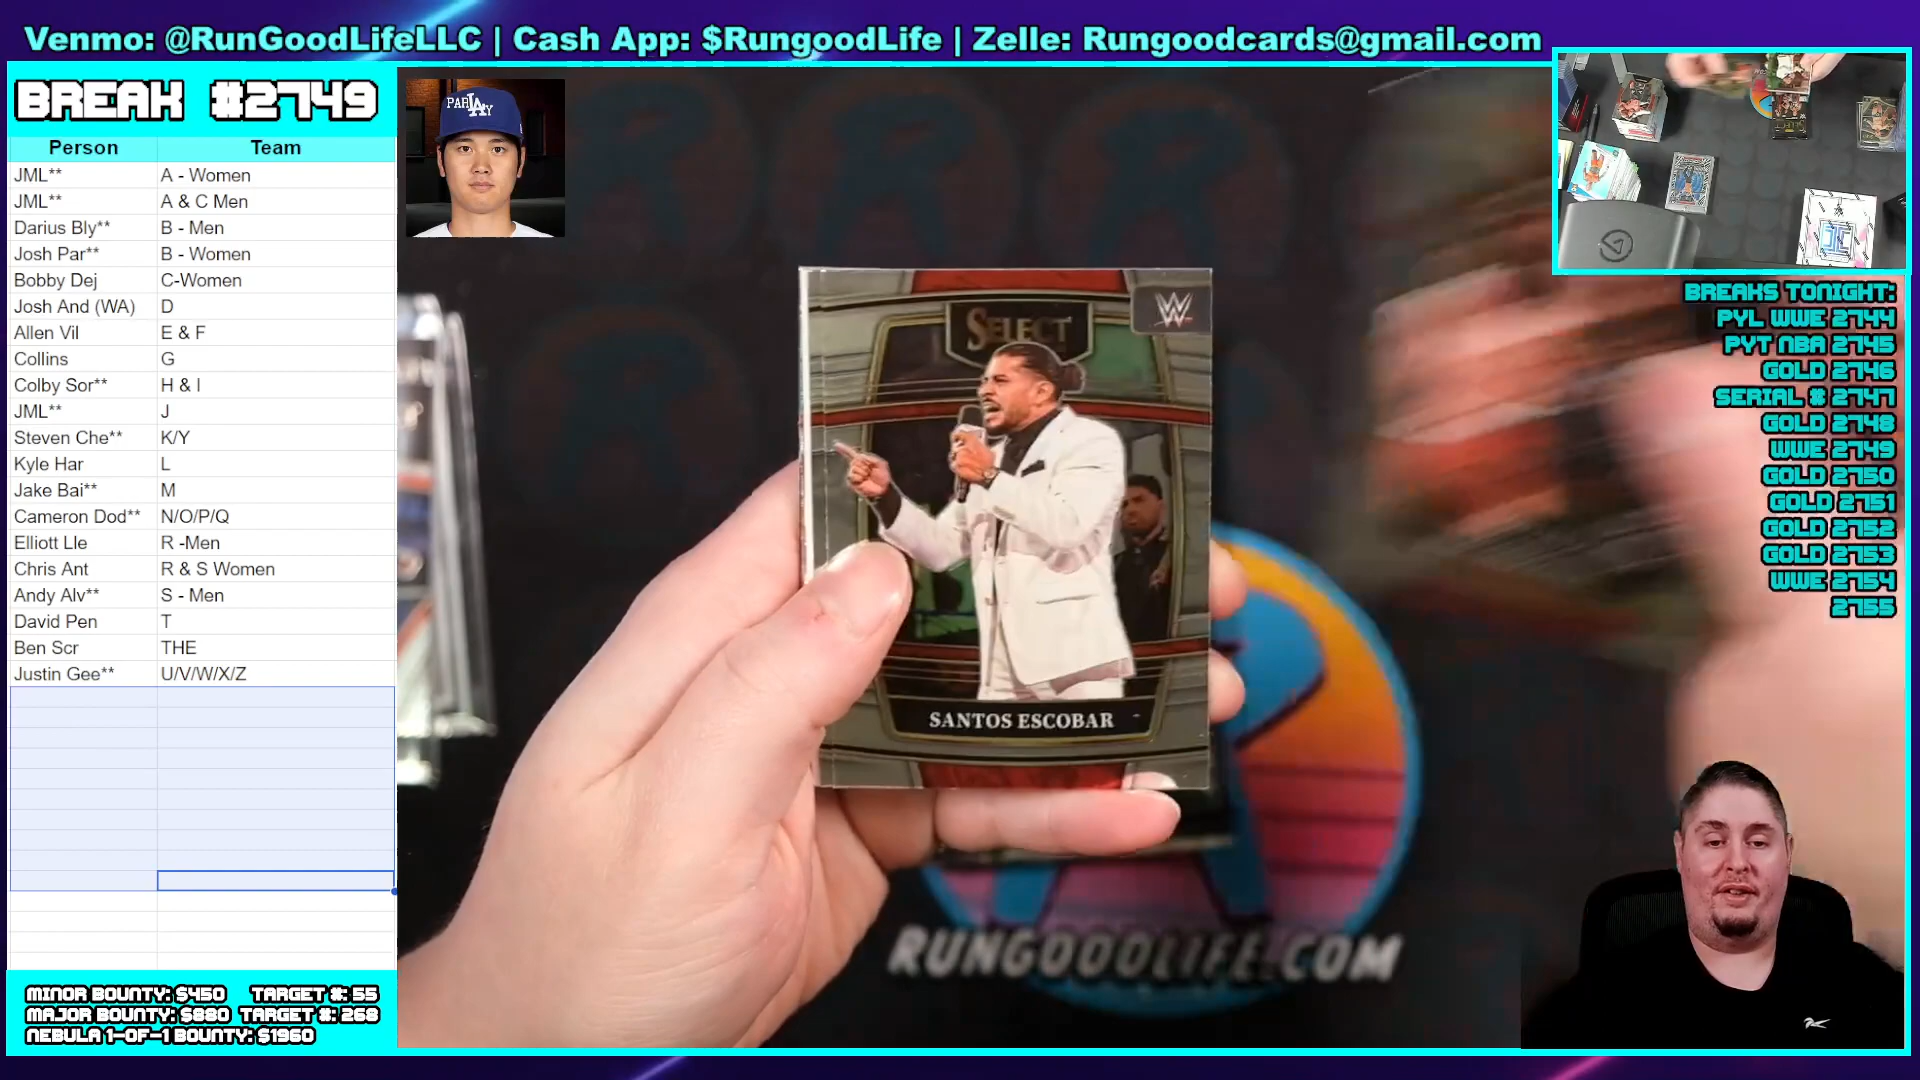 Venmo: @RunGoodLifeLLC | Cash App: $RungoodLife | Zelle: Rungoodcards@gmail.com
BREAK #2749
Person Team
JML** A - Women
JML** A & C Men
Darius Bly** B - Men
Josh Par** B - Women
Bobby Dej C-Women
Josh And (WA) D
Allen Vil E & F
Collins G
Colby Sor** H & I
JML** J
Steven Che** K/Y
Kyle Har L
Jake Bai** M
Cameron Dod** N/O/P/Q
Elliott Lle R -Men
Chris Ant R & S Women
Andy Alv** S - Men
David Pen T
Ben Scr THE
Justin Gee** U/V/W/X/Z
MINOR BOUNTY: $450 TARGET #: 55
MAJOR BOUNTY: $880 TARGET #: 268
NEBULA 1-OF-1 BOUNTY: $1960
PARLAY
SELECT
W
SANTOS ESCOBAR
RUNGOODLIFE.COM
BREAKS TONIGHT:
PYL WWE 2744
PYT NBA 2745
GOLD 2746
SERIAL # 2747
GOLD 2748
WWE 2749
GOLD 2750
GOLD 2751
GOLD 2752
GOLD 2753
WWE 2754
2755